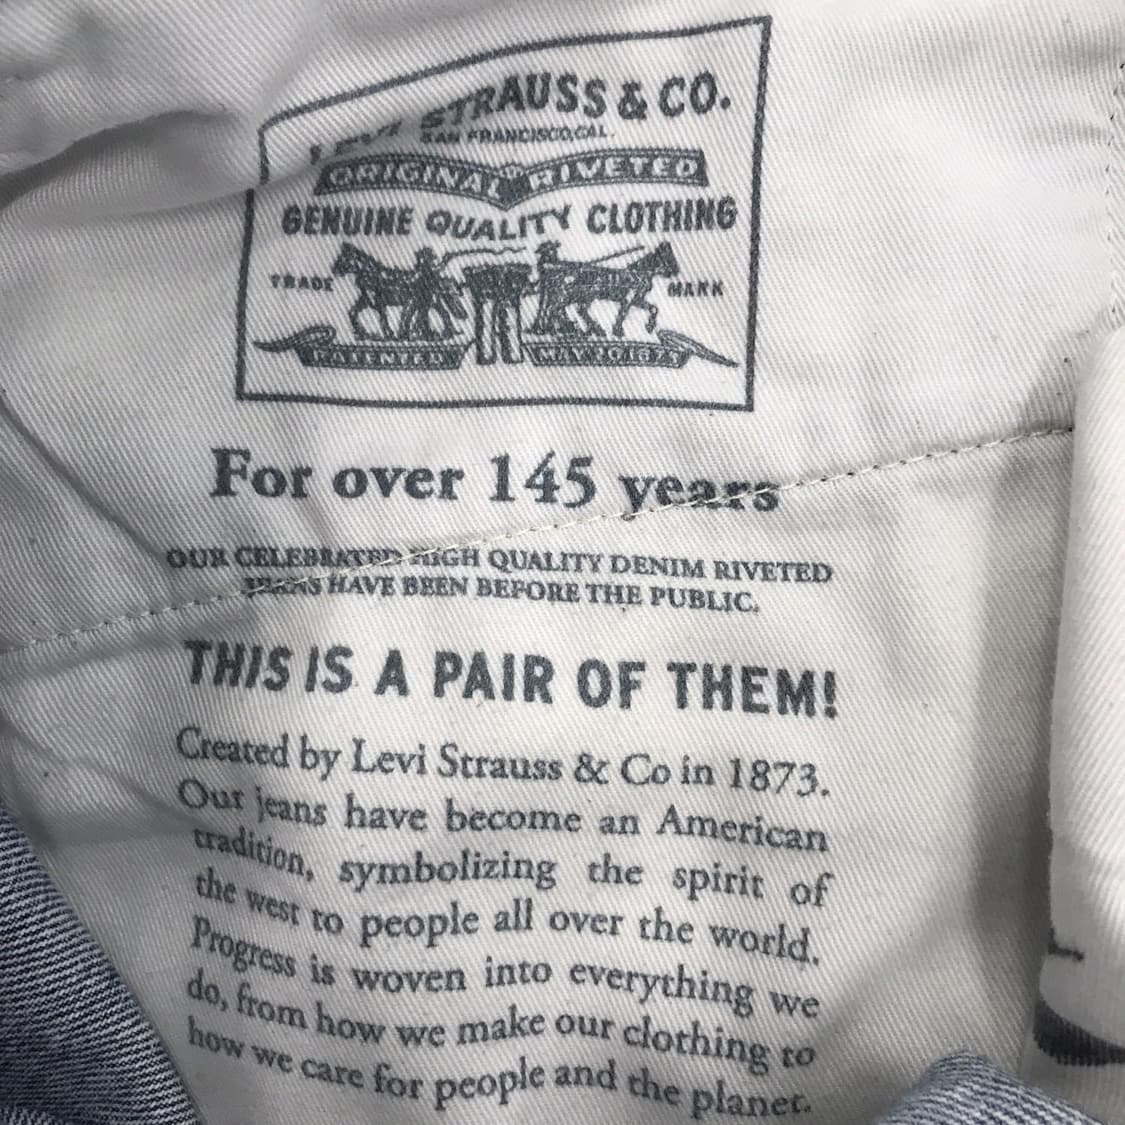 STRAUSS & CO.
SAN FRANCISCO, CAL.
ORIGINAL RIVETED
GENUINE QUALITY CLOTHING
TRADE MARK
PATENTED MAY 20 1873
For over 145 years
OUR CELEBRATED HIGH QUALITY DENIM RIVETED
JEANS HAVE BEEN BEFORE THE PUBLIC.
THIS IS A PAIR OF THEM!
Created by Levi Strauss & Co in 1873.
Our jeans have become an American
tradition, symbolizing the spirit of
the west to people all over the world.
Progress is woven into everything we
do, from how we make our clothing to
how we care for people and the planet.